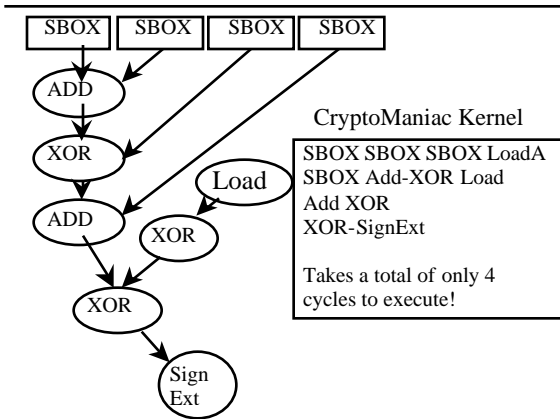 SBOX SBOX SBOX SBOX
ADD
CryptoManiac Kernel
XOR
SBOX SBOX SBOX LoadA
SBOX Add-XOR Load
Add XOR
XOR-SignExt
Takes a total of only 4
cycles to execute!
Load
ADD
XOR
XOR
Sign
Ext